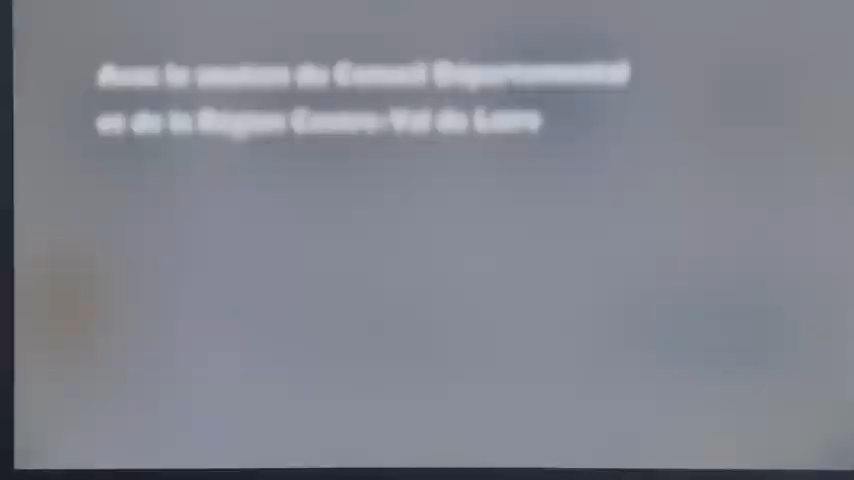 Avec le soutien du Conseil Départemental
et de la Région Centre-Val de Loire